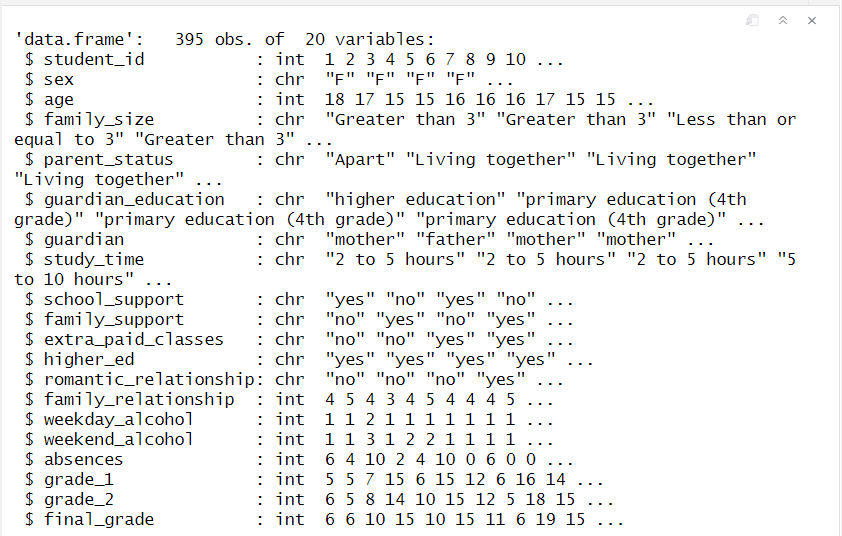 'data.frame':   395 obs. of  20 variables:
 $ student_id           : int  1 2 3 4 5 6 7 8 9 10 ...
 $ sex                  : chr  "F" "F" "F" "F" ...
 $ age                  : int  18 17 15 15 16 16 16 17 15 15 ...
 $ family_size          : chr  "Greater than 3" "Greater than 3" "Less than or
equal to 3" "Greater than 3" ...
 $ parent_status        : chr  "Apart" "Living together" "Living together"
"Living together" ...
 $ guardian_education   : chr  "higher education" "primary education (4th
grade)" "primary education (4th grade)" "primary education (4th grade)" ...
 $ guardian             : chr  "mother" "father" "mother" "mother" ...
 $ study_time           : chr  "2 to 5 hours" "2 to 5 hours" "2 to 5 hours" "5
to 10 hours" ...
 $ school_support       : chr  "yes" "no" "yes" "no" ...
 $ family_support       : chr  "no" "yes" "no" "yes" ...
 $ extra_paid_classes   : chr  "no" "no" "yes" "yes" ...
 $ higher_ed            : chr  "yes" "yes" "yes" "yes" ...
 $ romantic_relationship: chr  "no" "no" "no" "yes" ...
 $ family_relationship  : int  4 5 4 3 4 5 4 4 4 5 ...
 $ weekday_alcohol      : int  1 1 2 1 1 1 1 1 1 1 ...
 $ weekend_alcohol      : int  1 1 3 1 2 2 1 1 1 1 ...
 $ absences             : int  6 4 10 2 4 10 0 6 0 0 ...
 $ grade_1              : int  5 5 7 15 6 15 12 6 16 14 ...
 $ grade_2              : int  6 5 8 14 10 15 12 5 18 15 ...
 $ final_grade          : int  6 6 10 15 10 15 11 6 19 15 ...